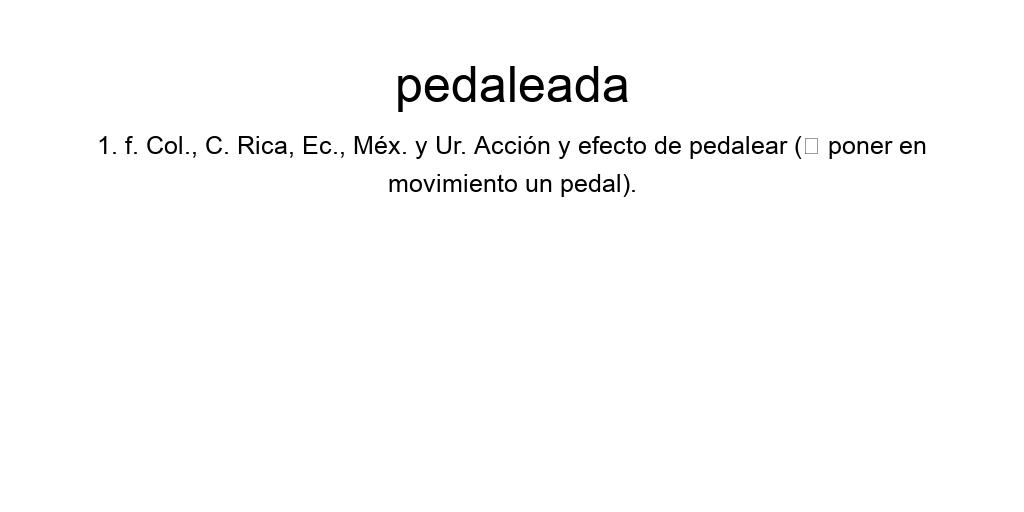 pedaleada
1. f. Col., C. Rica, Ec., Méx. y Ur. Acción y efecto de pedalear (□ poner en
movimiento un pedal).